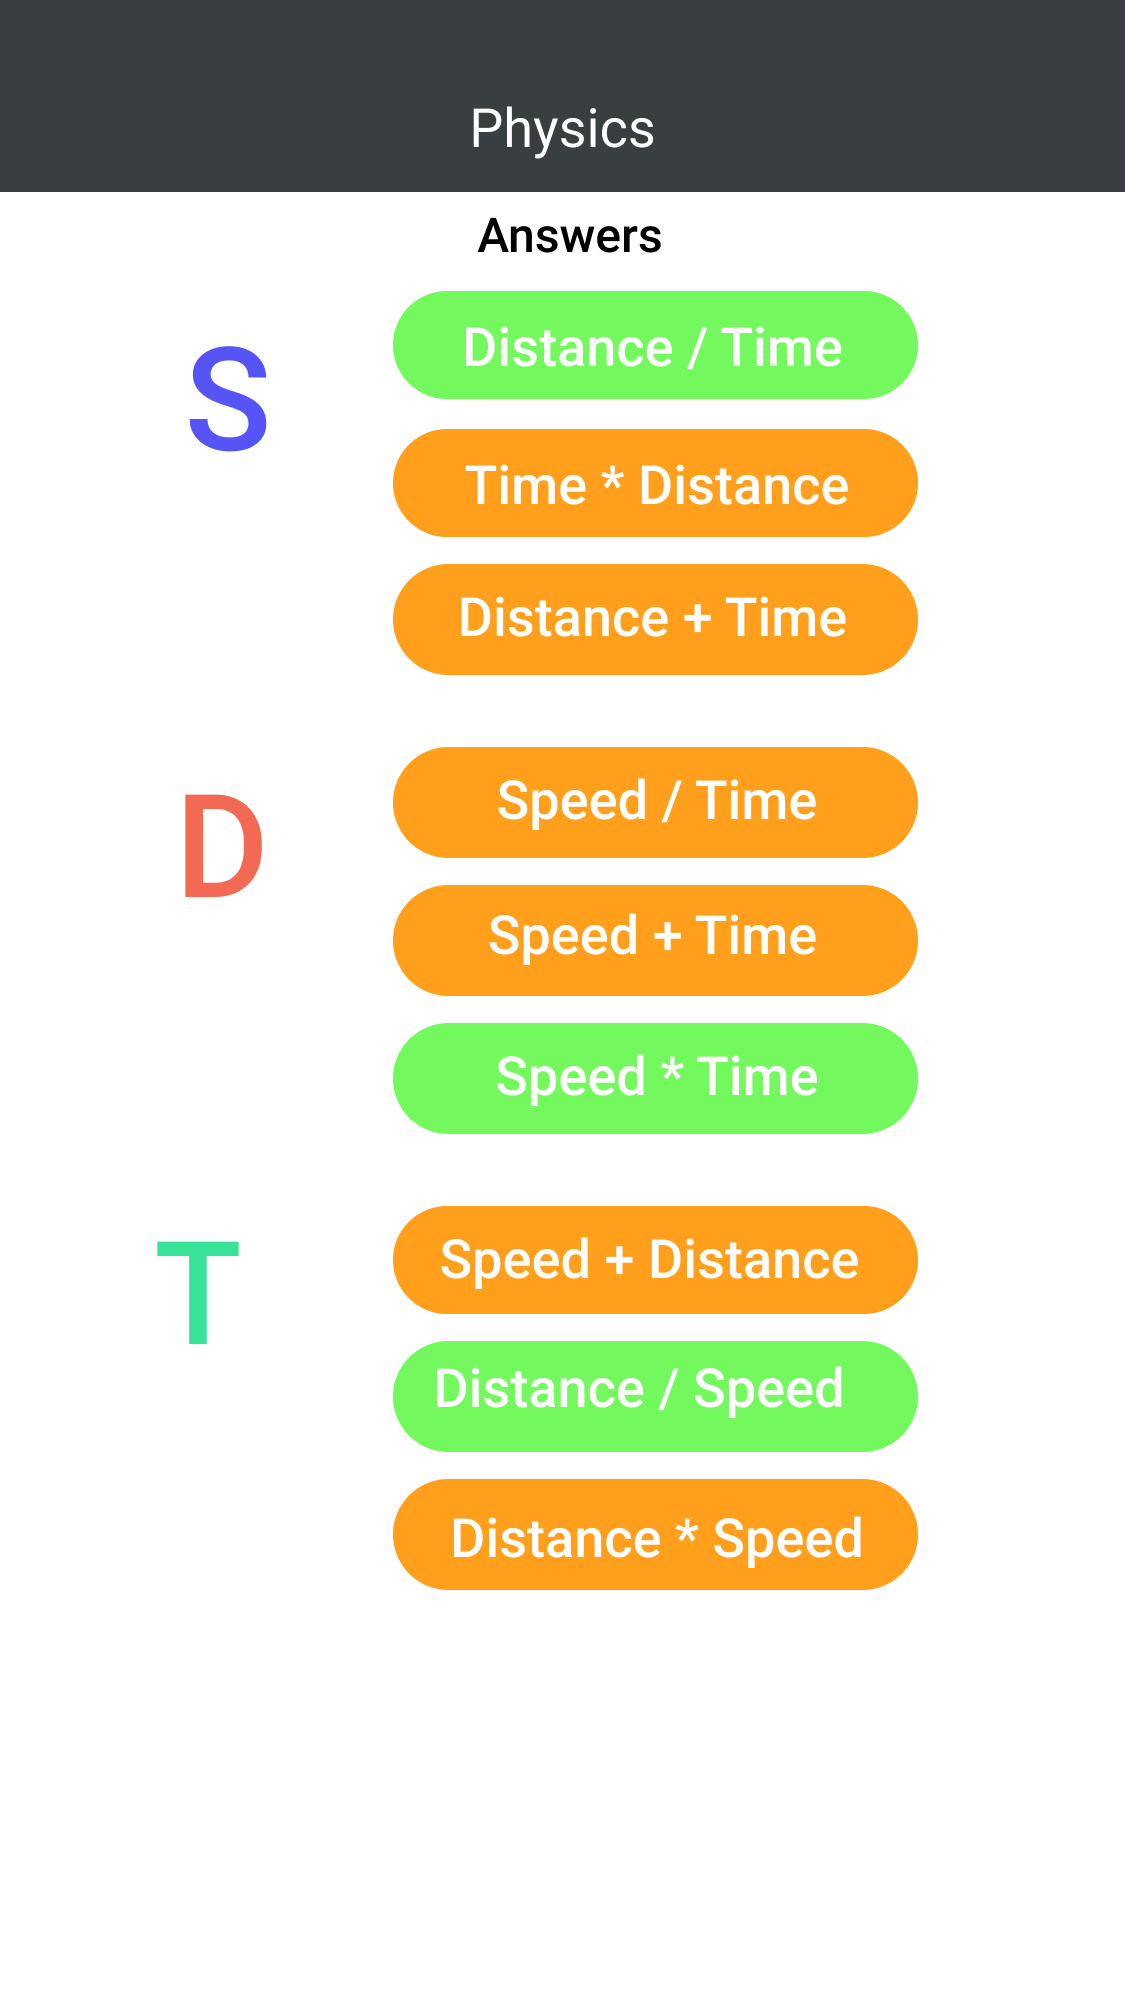 Physics
Answers
S
Distance / Time
Time * Distance
Distance + Time
D
Speed / Time
Speed + Time
Speed * Time
T
Speed + Distance
Distance / Speed
Distance * Speed